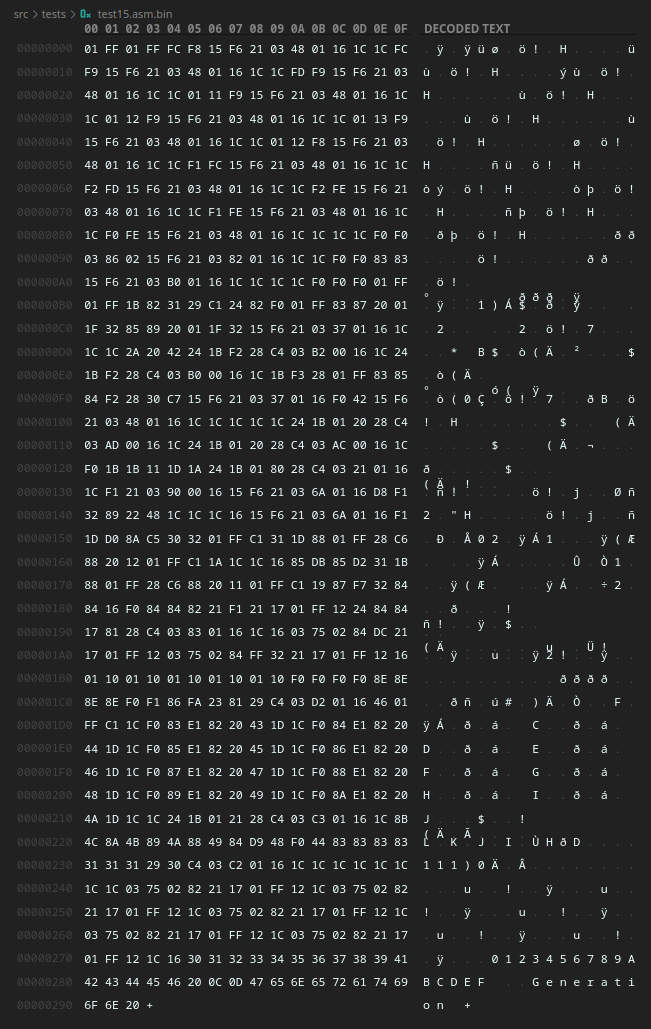 src > tests > test15.asm.bin
00 01 02 03 04 05 06 07 08 09 0A 0B 0C 0D 0E 0F DECODED TEXT
00000000 01 FF 01 FF FC F8 15 F6 21 03 48 01 16 1C 1C FC . ÿ . ÿ ü ø . ö ! . H . . . . ü
00000010 F9 15 F6 21 03 48 01 16 1C 1C FD F9 15 F6 21 03 ù . ö ! . H . . . . ý ù . ö ! .
00000020 48 01 16 1C 1C 01 11 F9 15 F6 21 03 48 01 16 1C H . . . . . . ù . ö ! . H . . .
00000030 1C 01 12 F9 15 F6 21 03 48 01 16 1C 1C 01 13 F9 . . . ù . ö ! . H . . . . . . ù
00000040 15 F6 21 03 48 01 16 1C 1C 01 12 F8 15 F6 21 03 . ö ! . H . . . . . . ø . ö ! .
00000050 48 01 16 1C 1C F1 FC 15 F6 21 03 48 01 16 1C 1C H . . . . ñ ü . ö ! . H . . . .
00000060 F2 FD 15 F6 21 03 48 01 16 1C 1C F2 FE 15 F6 21 ò ý . ö ! . H . . . . ò þ . ö !
00000070 03 48 01 16 1C 1C F1 FE 15 F6 21 03 48 01 16 1C . H . . . . ñ þ . ö ! . H . . .
00000080 1C F0 FE 15 F6 21 03 48 01 16 1C 1C 1C 1C F0 F0 . ð þ . ö ! . H . . . . . . ð ð
00000090 03 86 02 15 F6 21 03 82 01 16 1C 1C F0 F0 83 83 . . . . ö ! . . . . . . ð ð . .
000000A0 15 F6 21 03 B0 01 16 1C 1C 1C 1C F0 F0 F0 01 FF . ö ! . ° . . . . . . ð ð ð . ÿ
000000B0 01 FF 1B 82 31 29 C1 24 82 F0 01 FF 83 87 20 01 . ÿ . . 1 ) Á $ . ð . ÿ . . .
000000C0 1F 32 85 89 20 01 1F 32 15 F6 21 03 37 01 16 1C . 2 . . . . 2 . ö ! . 7 . . .
000000D0 1C 1C 2A 20 42 24 1B F2 28 C4 03 B2 00 16 1C 24 . . * B $ . ò ( Ä . ² . . . $
000000E0 1B F2 28 C4 03 B0 00 16 1C 1B F3 28 01 FF 83 85 . ò ( Ä . ° . . . . ó ( . ÿ . .
000000F0 84 F2 28 30 C7 15 F6 21 03 37 01 16 F0 42 15 F6 . ò ( 0 Ç . ö ! . 7 . . ð B . ö
00000100 21 03 48 01 16 1C 1C 1C 1C 1C 24 1B 01 20 28 C4 ! . H . . . . . . . $ . . ( Ä
00000110 03 AD 00 16 1C 24 1B 01 20 28 C4 03 AC 00 16 1C . . . . . $ . . ( Ä . ¬ . . .
00000120 F0 1B 1B 11 1D 1A 24 1B 01 80 28 C4 03 21 01 16 ð . . . . . $ . . . ( Ä . ! . .
00000130 1C F1 21 03 90 00 16 15 F6 21 03 6A 01 16 D8 F1 . ñ ! . . . . . ö ! . j . . Ø ñ
00000140 32 89 22 48 1C 1C 1C 16 15 F6 21 03 6A 01 16 F1 2 . " H . . . . . ö ! . j . . ñ
00000150 1D D0 8A C5 30 32 01 FF C1 31 1D 88 01 FF 28 C6 . Ð . Å 0 2 . ÿ Á 1 . . . ÿ ( Æ
00000160 88 20 12 01 FF C1 1A 1C 1C 16 85 DB 85 D2 31 1B . . . ÿ Á . . . . . Û . Ò 1 .
00000170 88 01 FF 28 C6 88 20 11 01 FF C1 19 87 F7 32 84 . . ÿ ( Æ . . . ÿ Á . . ÷ 2 .
00000180 84 16 F0 84 84 82 21 F1 21 17 01 FF 12 24 84 84 . . ð . . . ! ñ ! . . ÿ . $ . .
00000190 17 81 28 C4 03 83 01 16 1C 16 03 75 02 84 DC 21 . . ( Ä . . . . . . . u . . Ü !
000001A0 17 01 FF 12 03 75 02 84 FF 32 21 17 01 FF 12 16 . . ÿ . . u . . ÿ 2 ! . . ÿ . .
000001B0 01 10 01 10 01 10 01 10 01 10 F0 F0 F0 F0 8E 8E . . . . . . . . . . ð ð ð ð . .
000001C0 8E 8E F0 F1 86 FA 23 81 29 C4 03 D2 01 16 46 01 . . ð ñ . ú # . ) Ä . Ò . . F .
000001D0 FF C1 1C F0 83 E1 82 20 43 1D 1C F0 84 E1 82 20 ÿ Á . ð . á . C . . ð . á .
000001E0 44 1D 1C F0 85 E1 82 20 45 1D 1C F0 86 E1 82 20 D . . ð . á . E . . ð . á .
000001F0 46 1D 1C F0 87 E1 82 20 47 1D 1C F0 88 E1 82 20 F . . ð . á . G . . ð . á .
00000200 48 1D 1C F0 89 E1 82 20 49 1D 1C F0 8A E1 82 20 H . . ð . á . I . . ð . á .
00000210 4A 1D 1C 1C 24 1B 01 21 28 C4 03 C3 01 16 1C 8B J . . . $ . . ! ( Ä . Ã . . . .
00000220 4C 8A 4B 89 4A 88 49 84 D9 48 F0 44 83 83 83 83 L . K . J . I . Ù H ð D . . . .
00000230 31 31 31 29 30 C4 03 C2 01 16 1C 1C 1C 1C 1C 1C 1 1 1 ) 0 Ä . Â . . . . . . . .
00000240 1C 1C 03 75 02 82 21 17 01 FF 12 1C 03 75 02 82 . . . u . . ! . . ÿ . . . u . .
00000250 21 17 01 FF 12 1C 03 75 02 82 21 17 01 FF 12 1C ! . . ÿ . . . u . . ! . . ÿ . .
00000260 03 75 02 82 21 17 01 FF 12 1C 03 75 02 82 21 17 . u . . ! . . ÿ . . . u . . ! .
00000270 01 FF 12 1C 16 30 31 32 33 34 35 36 37 38 39 41 . ÿ . . . 0 1 2 3 4 5 6 7 8 9 A
00000280 42 43 44 45 46 20 0C 0D 47 65 6E 65 72 61 74 69 B C D E F . . G e n e r a t i
00000290 6F 6E 20 + o n +